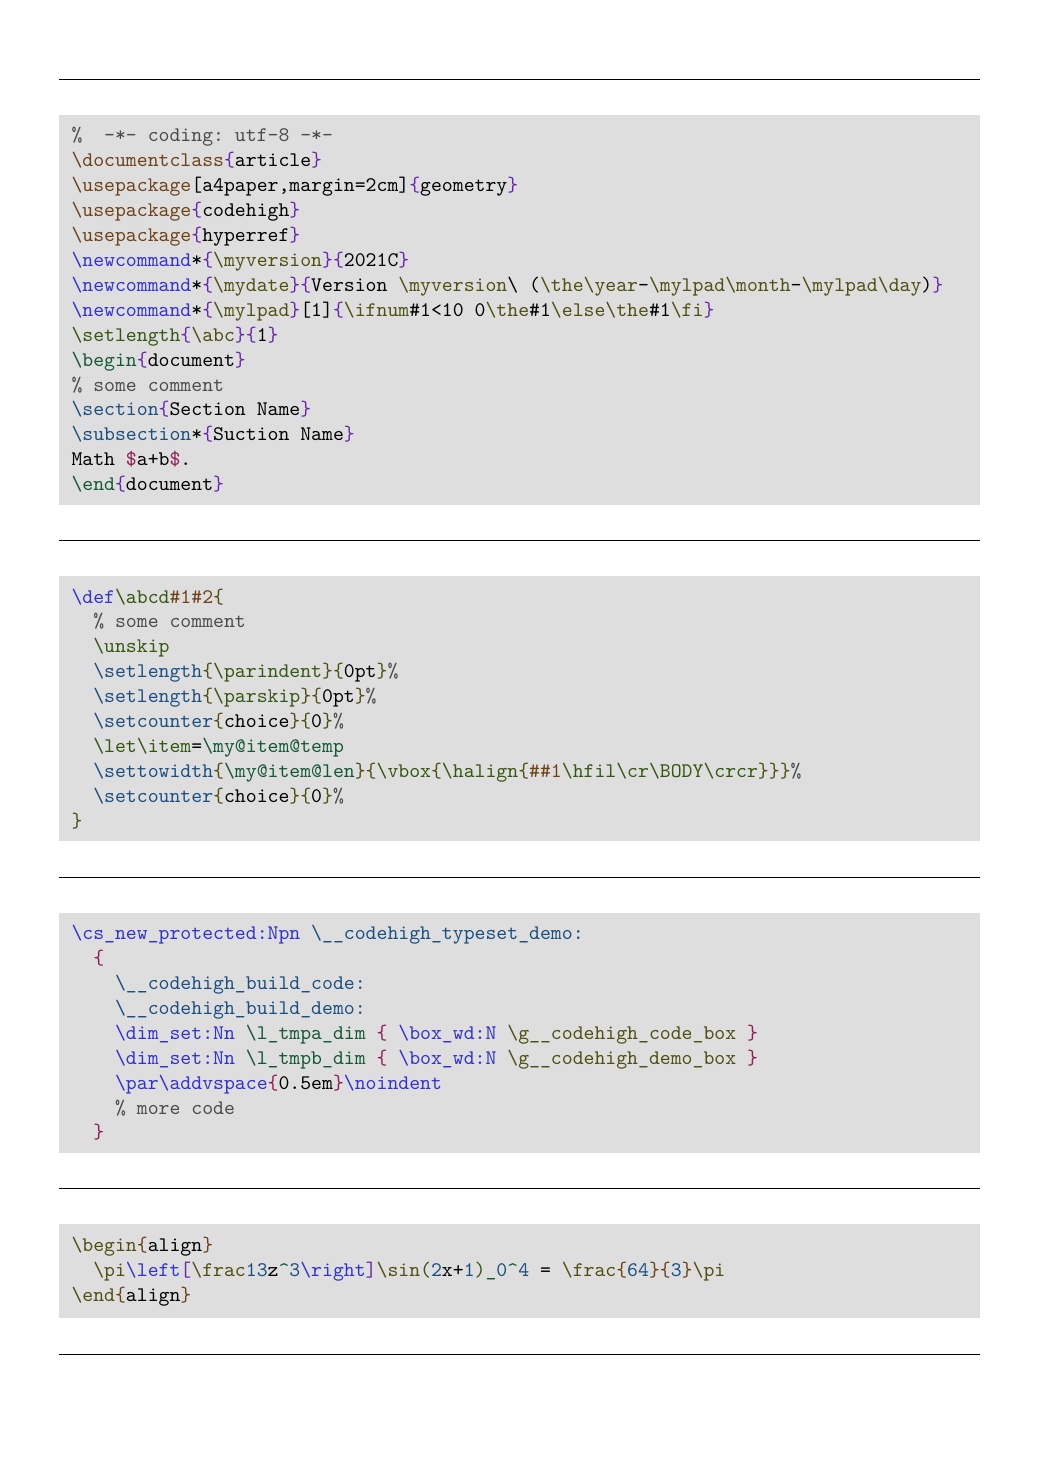 %  -*- coding: utf-8 -*-
\documentclass{article}
\usepackage[a4paper,margin=2cm]{geometry}
\usepackage{codehigh}
\usepackage{hyperref}
\newcommand*{\myversion}{2021C}
\newcommand*{\mydate}{Version \myversion\ (\the\year-\mylpad\month-\mylpad\day)}
\newcommand*{\mylpad}[1]{\ifnum#1<10 0\the#1\else\the#1\fi}
\setlength{\abc}{1}
\begin{document}
% some comment
\section{Section Name}
\subsection*{Suction Name}
Math $a+b$.
\end{document}
\def\abcd#1#2{
  % some comment
  \unskip
  \setlength{\parindent}{0pt}%
  \setlength{\parskip}{0pt}%
  \setcounter{choice}{0}%
  \let\item=\my@item@temp
  \settowidth{\my@item@len}{\vbox{\halign{##1\hfil\cr\BODY\crcr}}}%
  \setcounter{choice}{0}%
}
\cs_new_protected:Npn \__codehigh_typeset_demo:
  {
    \__codehigh_build_code:
    \__codehigh_build_demo:
    \dim_set:Nn \l_tmpa_dim { \box_wd:N \g__codehigh_code_box }
    \dim_set:Nn \l_tmpb_dim { \box_wd:N \g__codehigh_demo_box }
    \par\addvspace{0.5em}\noindent
    % more code
  }
\begin{align}
  \pi\left[\frac13z^3\right]\sin(2x+1)_0^4 = \frac{64}{3}\pi
\end{align}